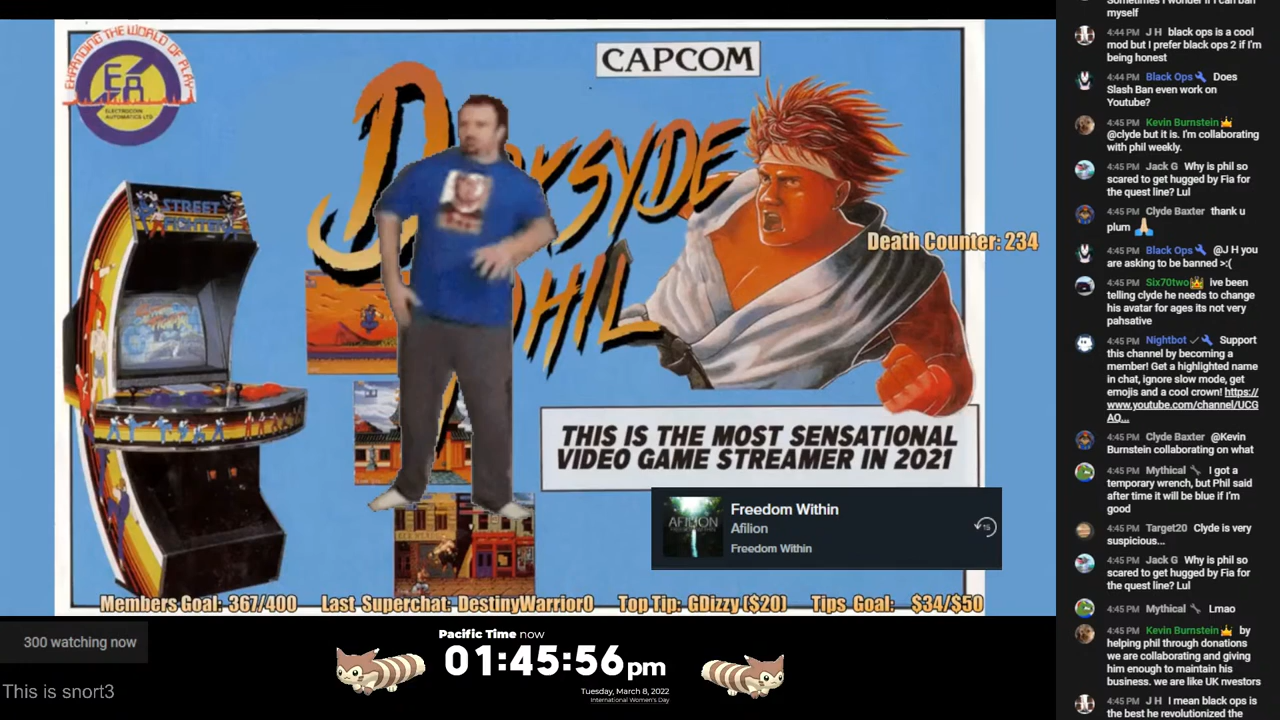 EXPANDING THE WORLD OF PLAY
ELECTROCOIN
AUTOMATICS LTD
CAPCOM
STREET
FIGHTER
DARKSYDE
PHIL
Death Counter: 234
THIS IS THE MOST SENSATIONAL
VIDEO GAME STREAMER IN 2021
AFILION
Freedom Within
Afilion
Freedom Within
15
Members Goal: 367/400 Last Superchat: DestinyWarrior0 Top Tip: GDizzy ($20) Tips Goal: $34/$50
300 watching now
This is snort3
Pacific Time now
01:45:56pm
Tuesday, March 8, 2022
International Women's Day
Sometimes I wonder if I can ban
myself
4:44 PM J H black ops is a cool
mod but I prefer black ops 2 if I'm
being honest
4:44 PM Black Ops Does
Slash Ban even work on
Youtube?
4:45 PM Kevin Burnstein
@clyde but it is. I'm collaborating
with phil weekly.
4:45 PM Jack G Why is phil so
scared to get hugged by Fia for
the quest line? Lul
4:45 PM Clyde Baxter thank u
plum 🙏
4:45 PM Black Ops @J H you
are asking to be banned >:(
4:45 PM Six70two ive been
telling clyde he needs to change
his avatar for ages its not very
pahsative
4:45 PM Nightbot Support
this channel by becoming a
member! Get a highlighted name
in chat, ignore slow mode, get
emojis and a cool crown! https://
www.youtube.com/channel/UCG
AO...
4:45 PM Clyde Baxter @Kevin
Burnstein collaborating on what
4:45 PM Mythical I got a
temporary wrench, but Phil said
after time it will be blue if I'm
good
4:45 PM Target20 Clyde is very
suspicious...
4:45 PM Jack G Why is phil so
scared to get hugged by Fia for
the quest line? Lul
4:45 PM Mythical Lmao
4:45 PM Kevin Burnstein by
helping phil through donations
we are collaborating and giving
him enough to maintain his
business. we are like UK nvestors
4:45 PM J H I mean black ops is
the best he revolutionized the